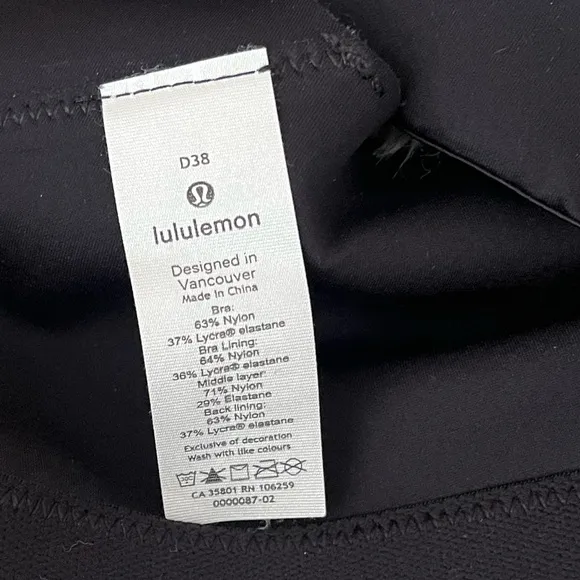 D38
lululemon
Designed in
Vancouver
Made in China
Bra:
63% Nylon
37% Lycra® elastane
Bra Lining:
64% Nylon
36% Lycra® elastane
Middle layer:
71% Nylon
29% Elastane
Back lining:
63% Nylon
37% Lycra® elastane
Exclusive of decoration
Wash with like colours
CA 35801 RN 106259
0000087-02